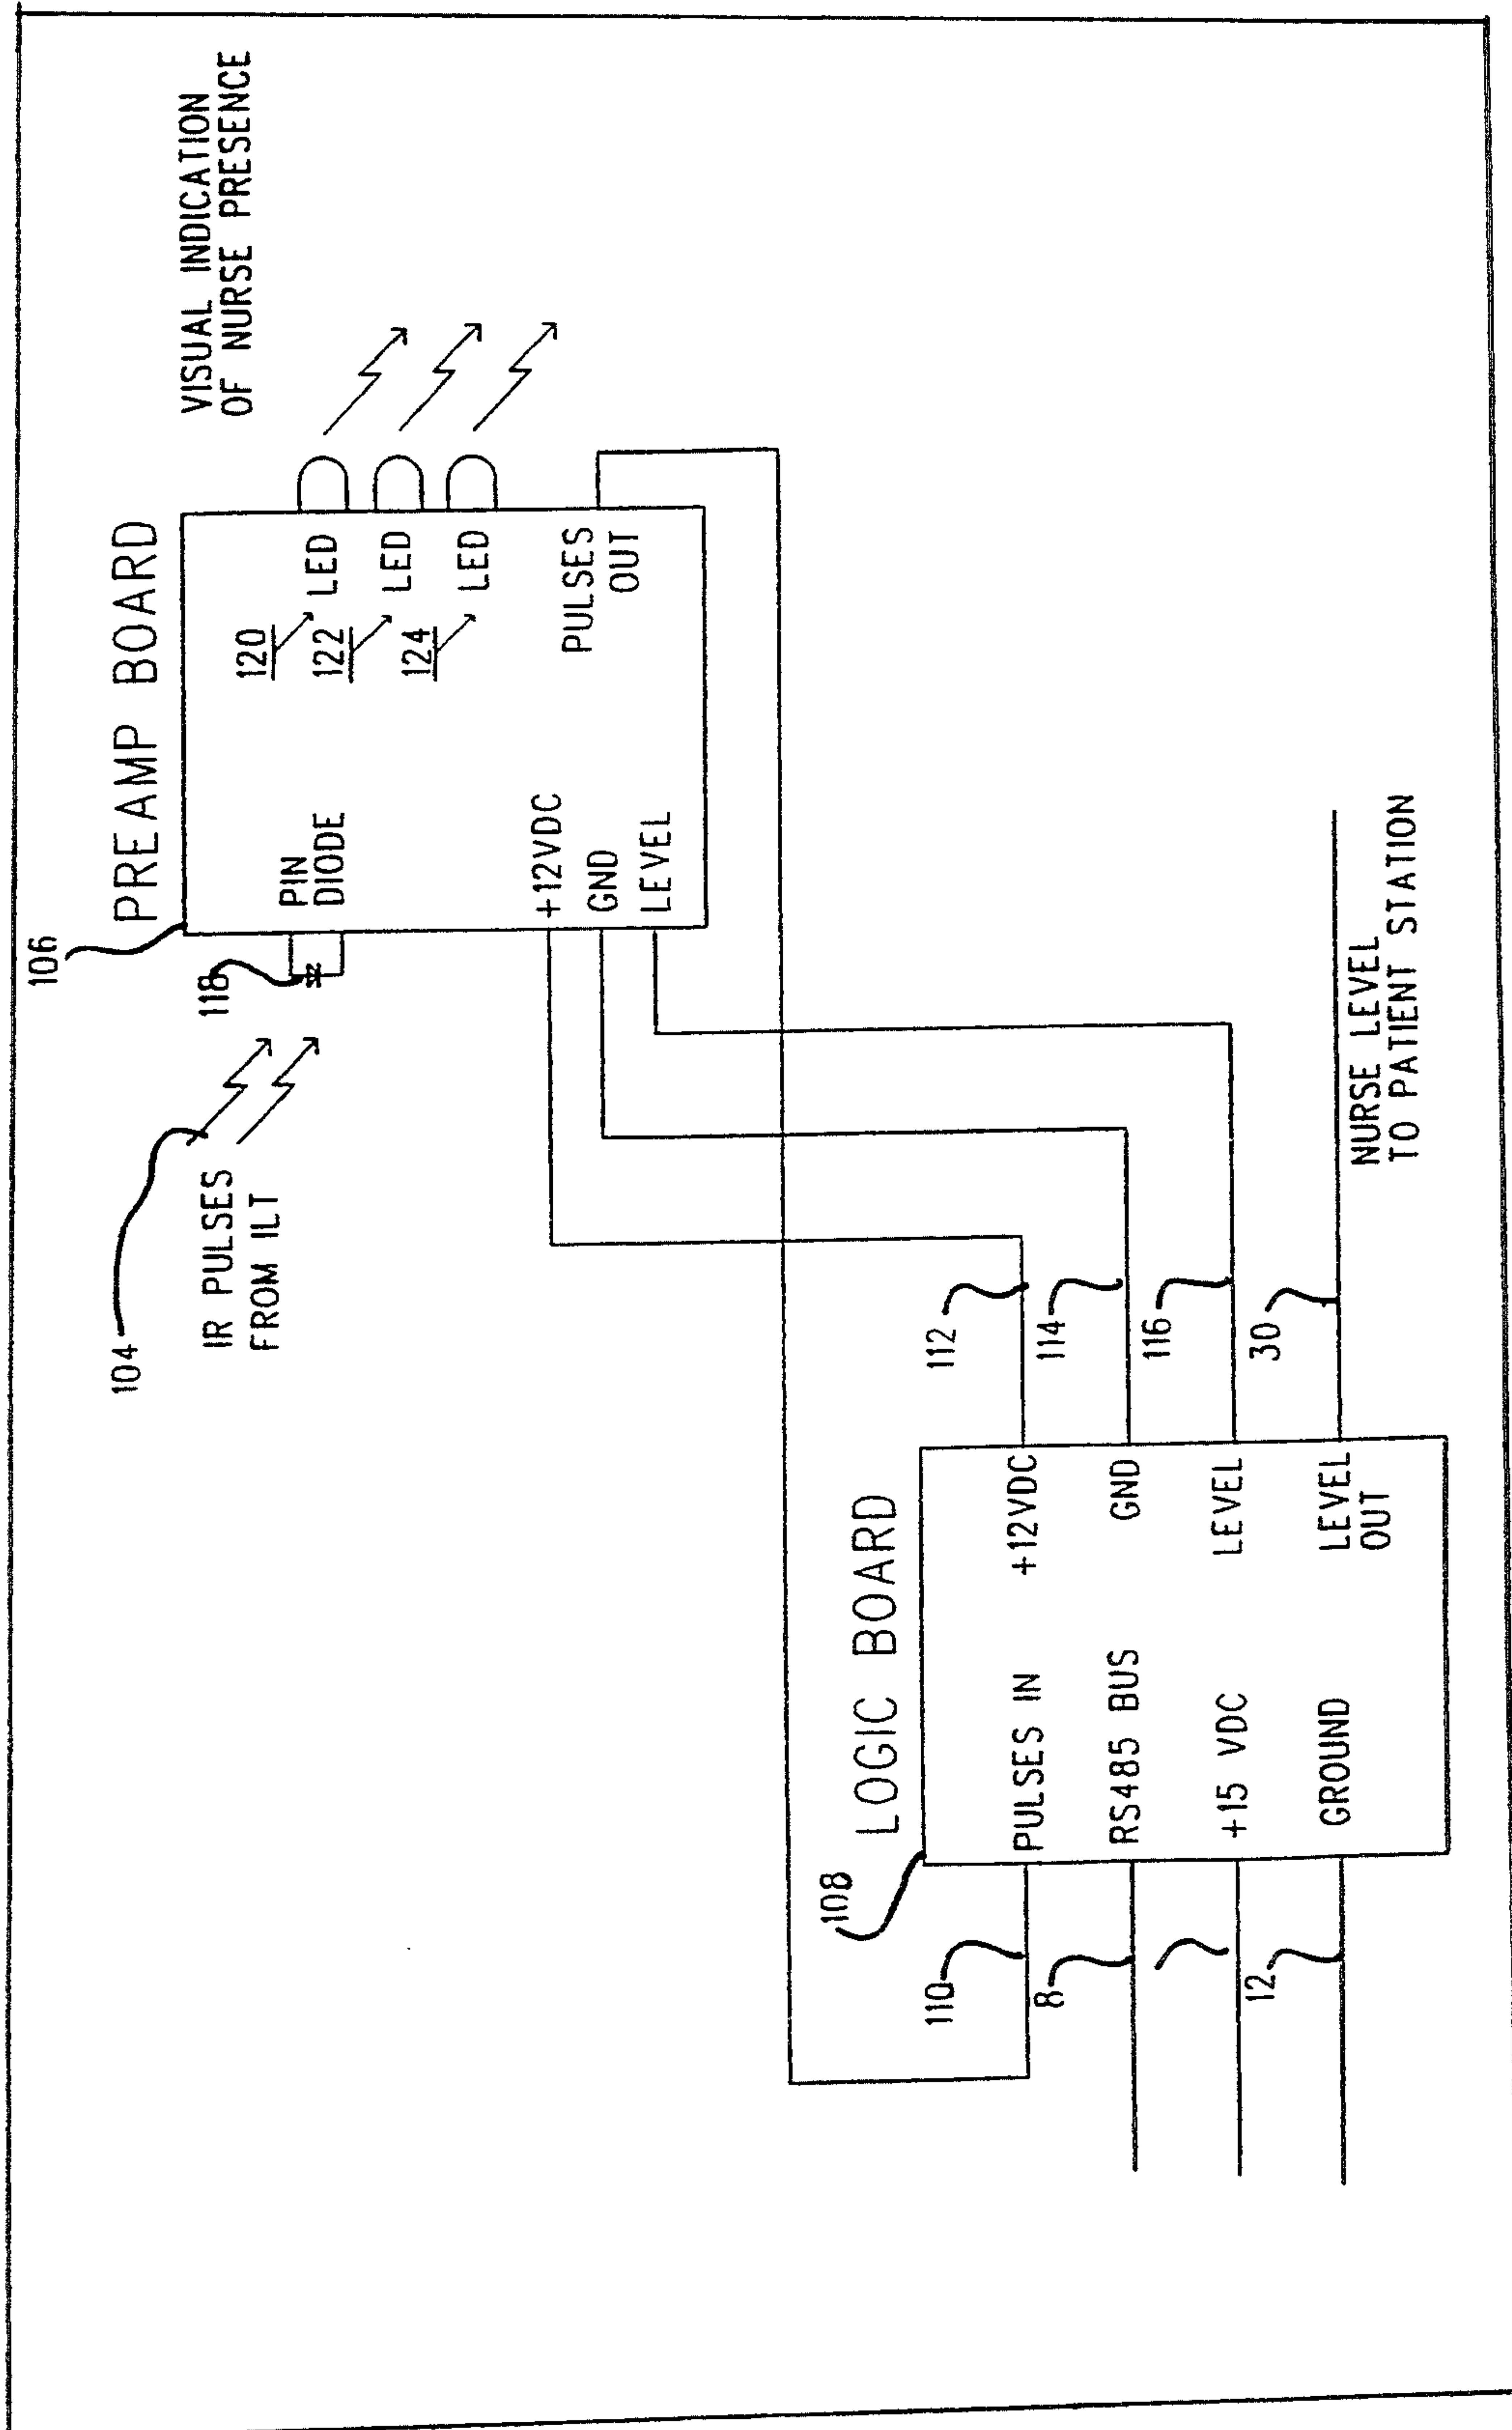 106
PREAMP BOARD
VISUAL INDICATION
OF NURSE PRESENCE
104
IR PULSES
FROM ILT
118
PIN
DIODE
120
LED
122
LED
124
LED
+12VDC
GND
LEVEL
PULSES
OUT
108
LOGIC BOARD
110
8
12
PULSES IN
RS485 BUS
+15 VDC
GROUND
+12VDC
GND
LEVEL
LEVEL
OUT
112
114
116
30
NURSE LEVEL
TO PATIENT STATION